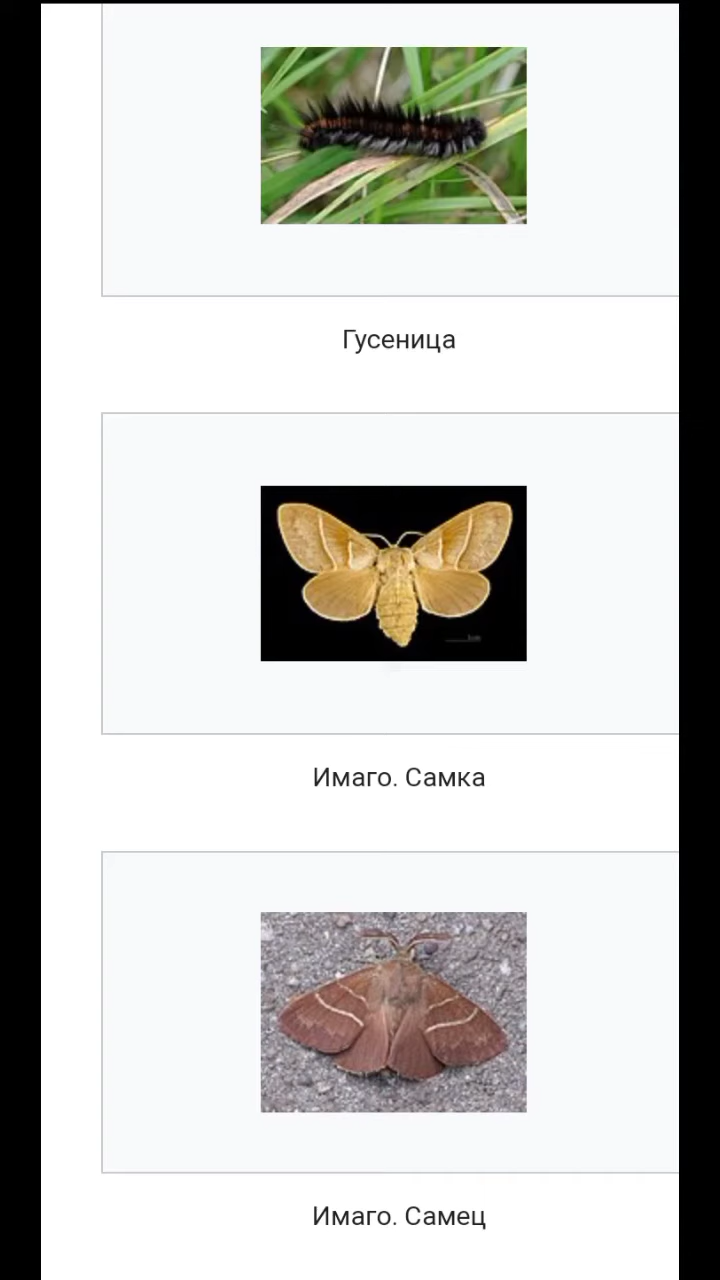 Гусеница
Имаго. Самка
Имаго. Самец